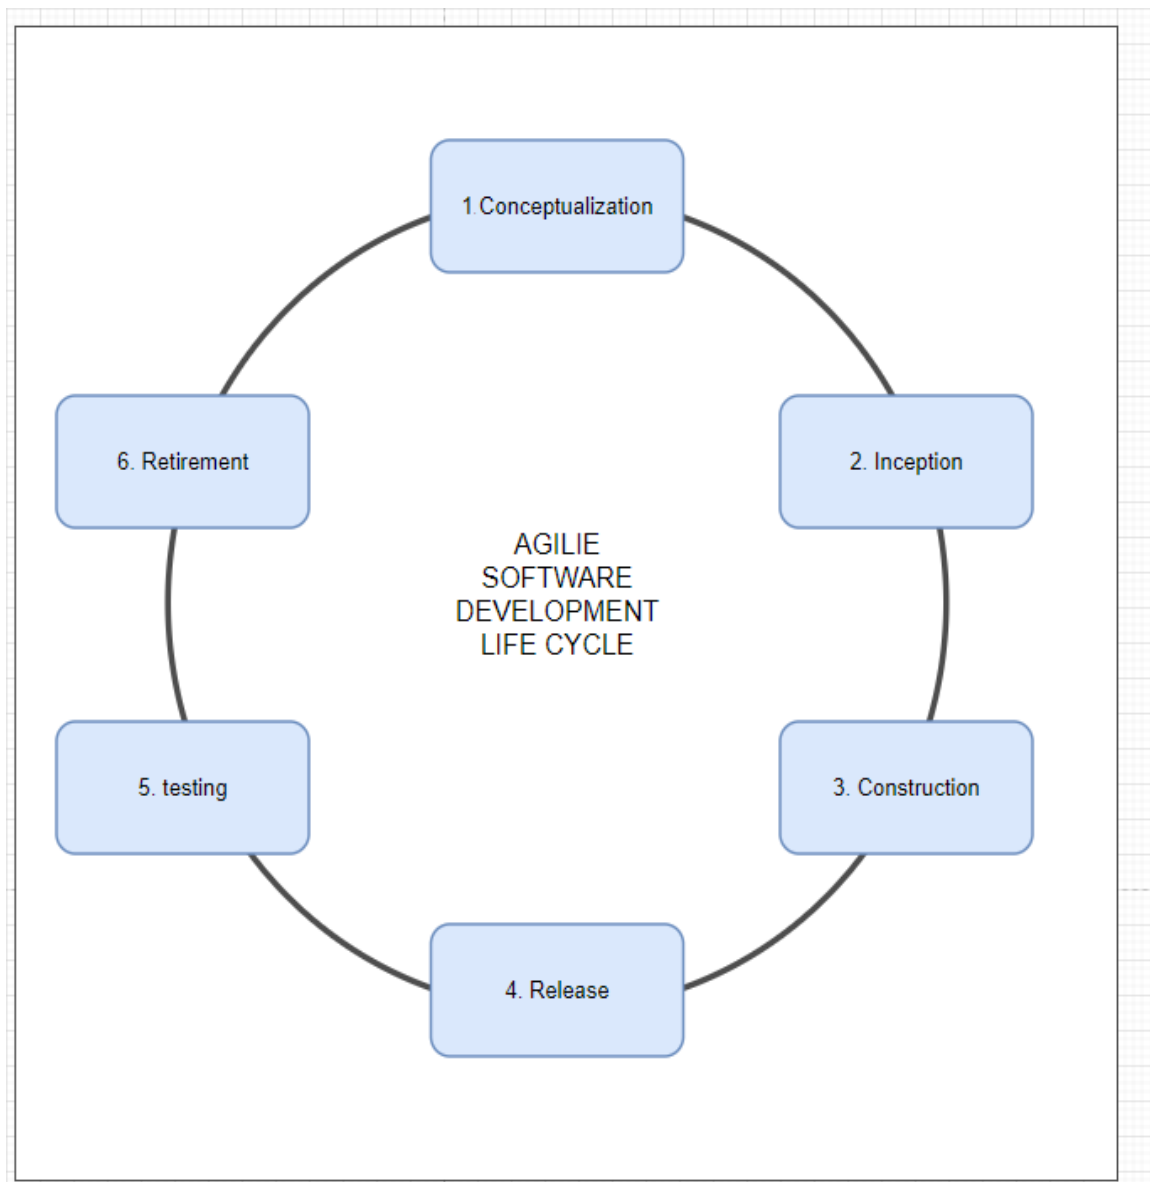 1.Conceptualization
6. Retirement
2. Inception
AGILIE
SOFTWARE
DEVELOPMENT
LIFE CYCLE
5. testing
3. Construction
4. Release